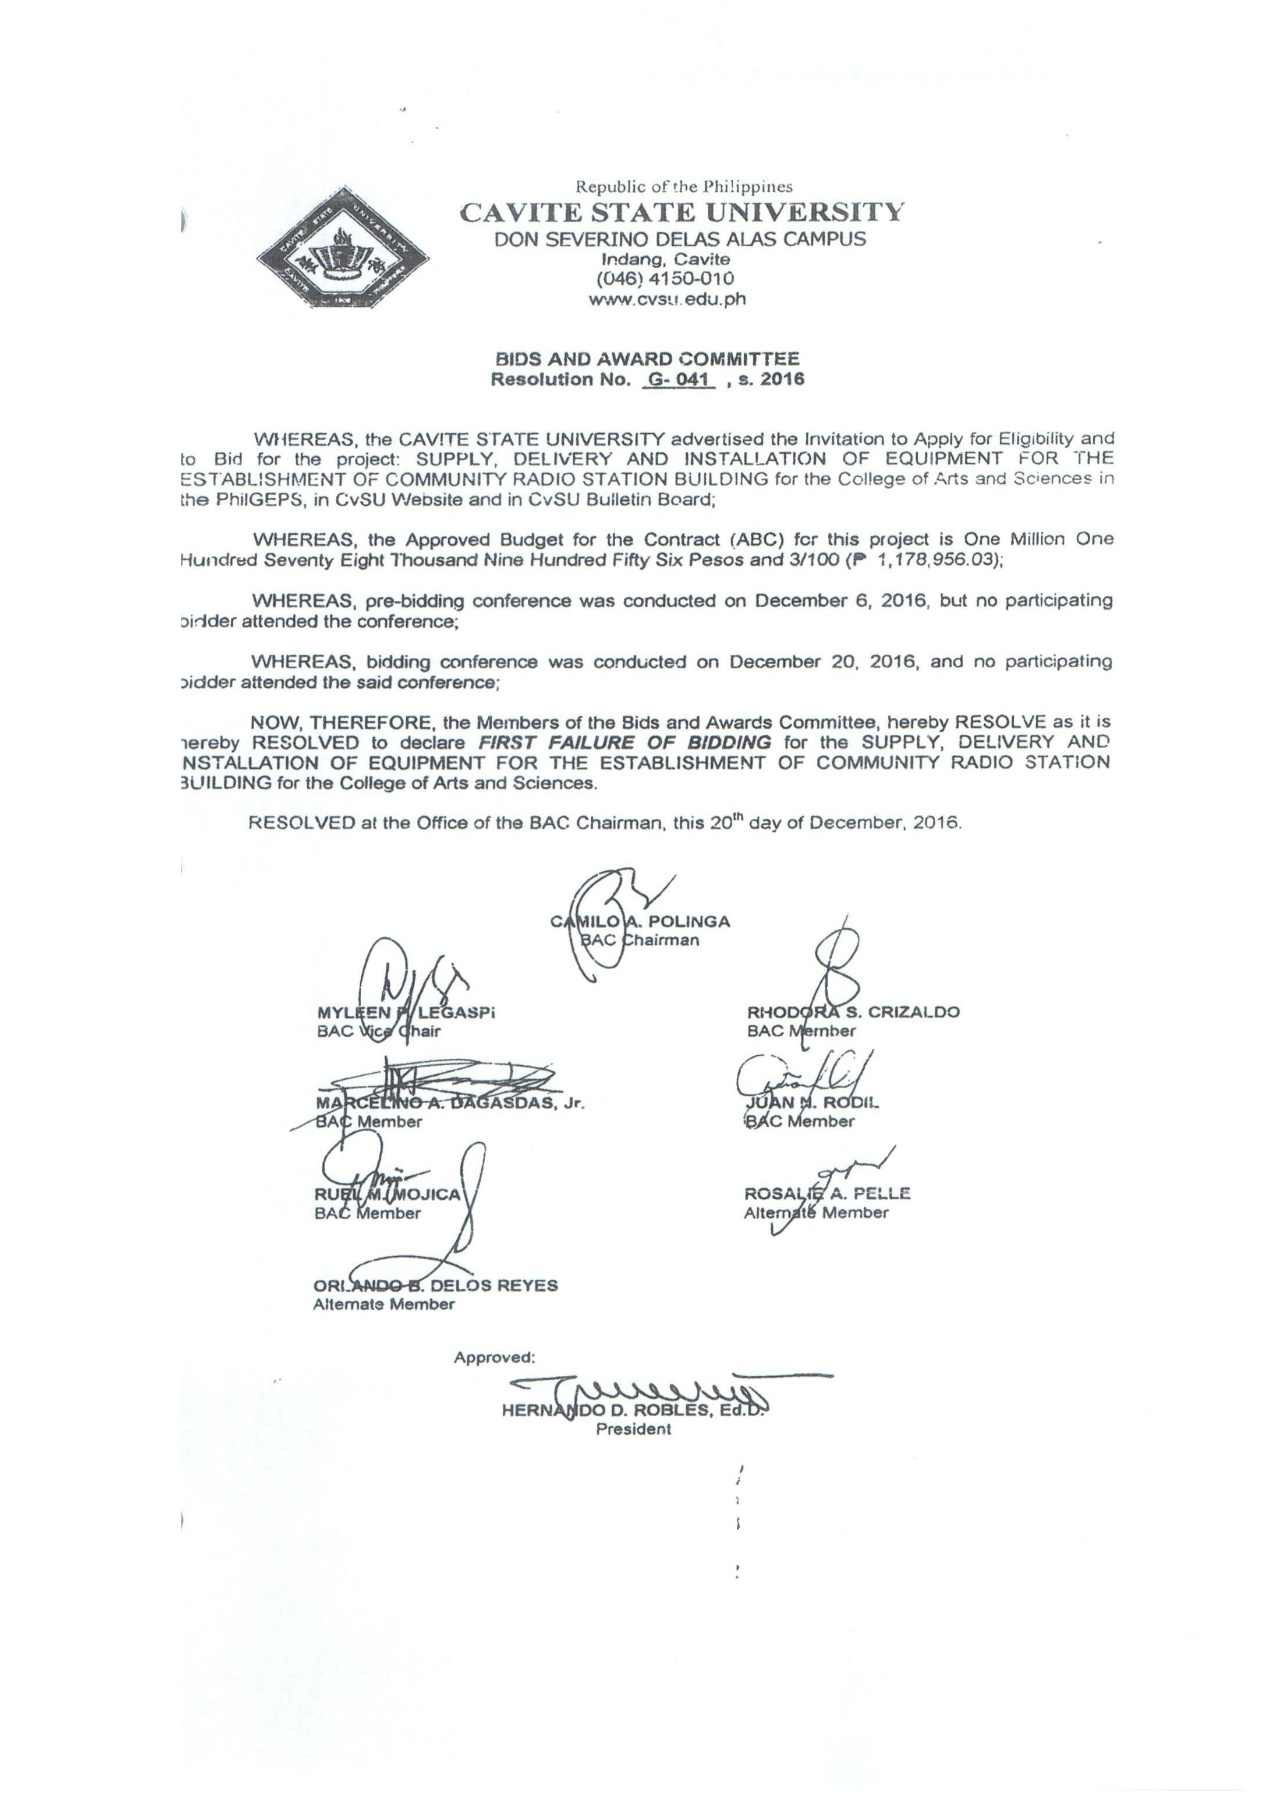 Republic of the Philippines
CAVITE STATE UNIVERSITY
DON SEVERINO DELAS ALAS CAMPUS
Indang, Cavite
(046) 4150-010
www.cvsu.edu.ph
CAVITE STATE UNIVERSITY
CAVITE PHILIPPINES
1906
BIDS AND AWARD COMMITTEE
Resolution No. G- 041 , s. 2016
WHEREAS, the CAVITE STATE UNIVERSITY advertised the Invitation to Apply for Eligibility and
to Bid for the project: SUPPLY, DELIVERY AND INSTALLATION OF EQUIPMENT FOR THE
ESTABLISHMENT OF COMMUNITY RADIO STATION BUILDING for the College of Arts and Sciences in
the PhilGEPS, in CvSU Website and in CvSU Bulletin Board;
WHEREAS, the Approved Budget for the Contract (ABC) for this project is One Million One
Hundred Seventy Eight Thousand Nine Hundred Fifty Six Pesos and 3/100 (₱ 1,178,956.03);
WHEREAS, pre-bidding conference was conducted on December 6, 2016, but no participating
bidder attended the conference;
WHEREAS, bidding conference was conducted on December 20, 2016, and no participating
bidder attended the said conference;
NOW, THEREFORE, the Members of the Bids and Awards Committee, hereby RESOLVE as it is
hereby RESOLVED to declare FIRST FAILURE OF BIDDING for the SUPPLY, DELIVERY AND
NSTALLATION OF EQUIPMENT FOR THE ESTABLISHMENT OF COMMUNITY RADIO STATION
BUILDING for the College of Arts and Sciences.
RESOLVED at the Office of the BAC Chairman, this 20th day of December, 2016.
CAMILO A. POLINGA
BAC Chairman
MYLEEN P. LEGASPI
BAC Vice Chair
RHODORA S. CRIZALDO
BAC Member
MARCELINO A. DAGASDAS, Jr.
BAC Member
JUAN N. RODIL
BAC Member
RUEL M. MOJICA
BAC Member
ROSALIE A. PELLE
Alternate Member
ORLANDO B. DELOS REYES
Alternate Member
Approved:
HERNANDO D. ROBLES, Ed.D.
President